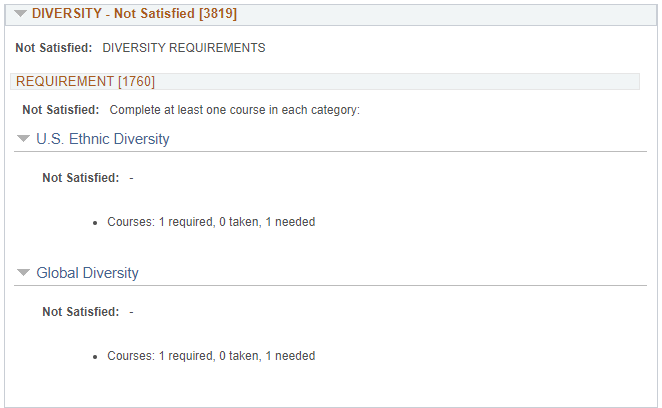 DIVERSITY - Not Satisfied [3819]
Not Satisfied: DIVERSITY REQUIREMENTS
REQUIREMENT [1760]
Not Satisfied: Complete at least one course in each category:
U.S. Ethnic Diversity
Not Satisfied: -
• Courses: 1 required, 0 taken, 1 needed
Global Diversity
Not Satisfied: -
• Courses: 1 required, 0 taken, 1 needed